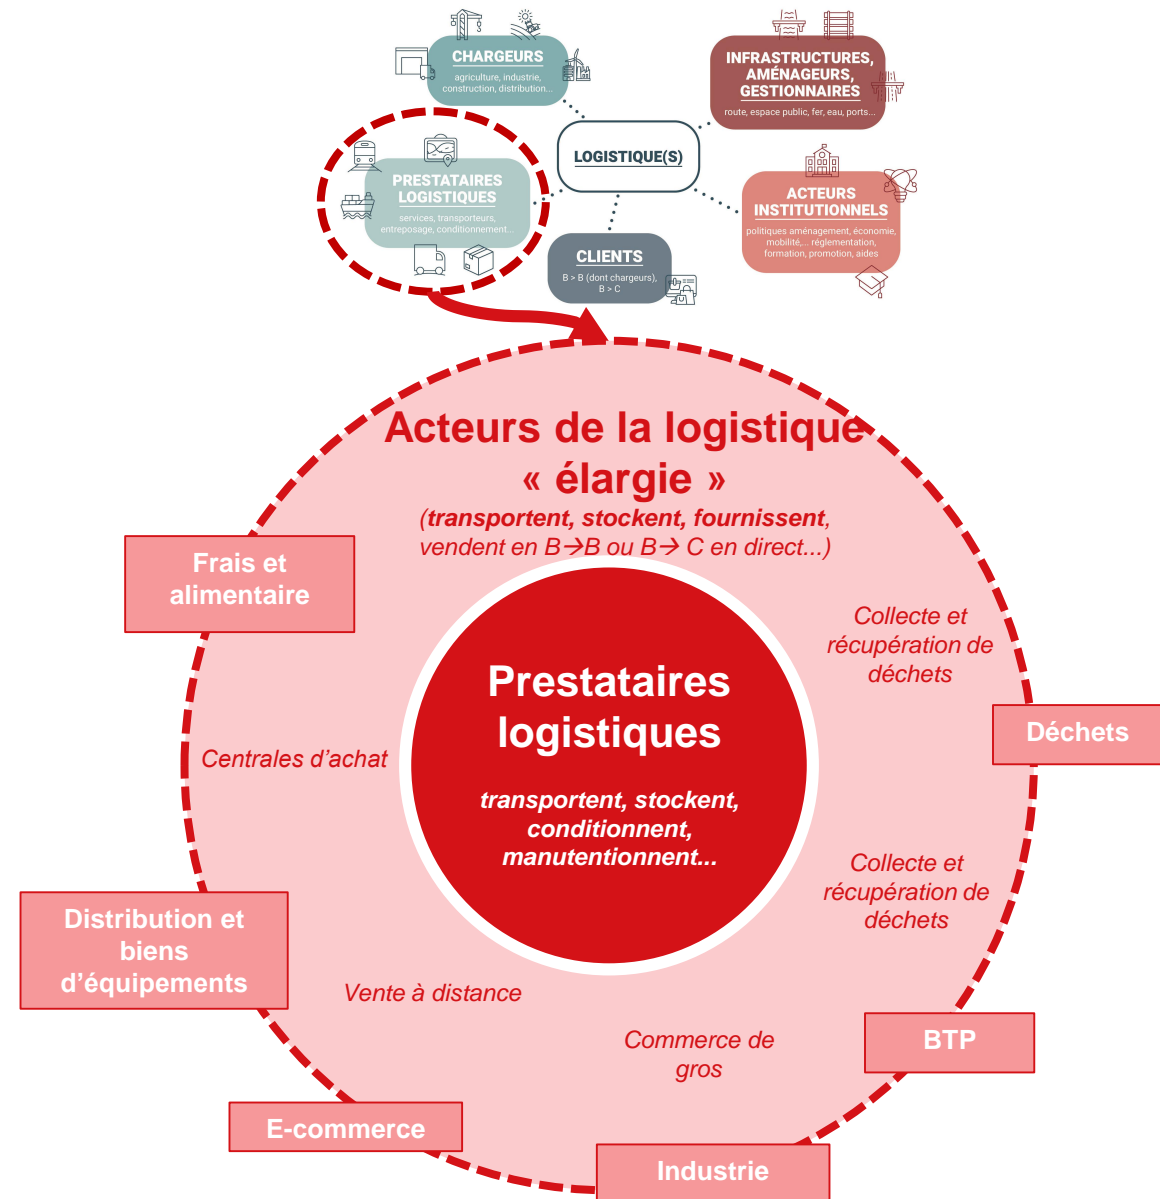 CHARGEURS
agriculture, industrie,
construction, distribution...
INFRASTRUCTURES,
AMÉNAGEURS,
GESTIONNAIRES
route, espace public, fer, eau, ports...
LOGISTIQUE(S)
PRESTATAIRES
LOGISTIQUES
services, transporteurs,
entreposage, conditionnement...
ACTEURS
INSTITUTIONNELS
politiques aménagement, économie,
mobilité,... réglementation,
formation, promotion, aides
CLIENTS
B > B (dont chargeurs),
B > C
Acteurs de la logistique
« élargie »
(transportent, stockent, fournissent,
vendent en B→B ou B→ C en direct...)
Frais et
alimentaire
Collecte et
récupération de
déchets
Prestataires
logistiques
Déchets
Centrales d’achat
transportent, stockent,
conditionnent,
manutentionnent...
Collecte et
récupération de
déchets
Distribution et
biens
d’équipements
Vente à distance
Commerce de
gros
BTP
E-commerce
Industrie